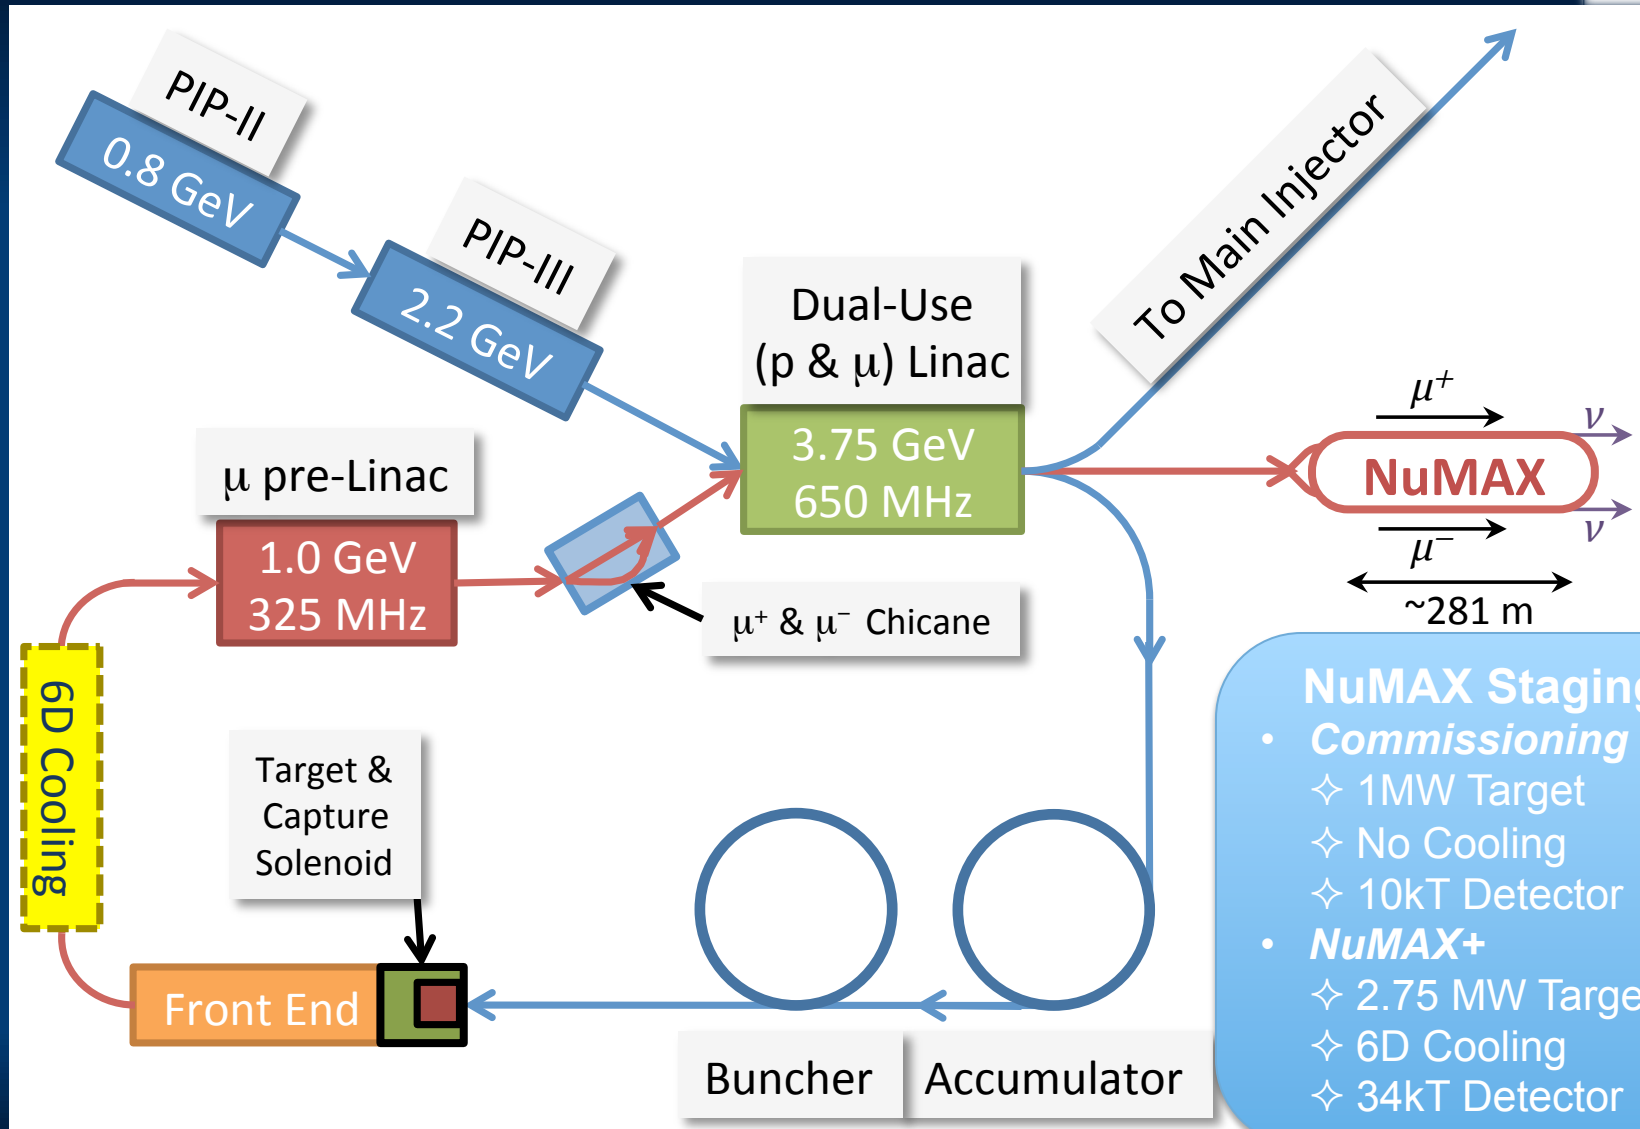 PIP-II
0.8 GeV
PIP-III
2.2 GeV
Dual-Use
(p & μ) Linac
3.75 GeV
650 MHz
To Main Injector
μ⁺
ν
NuMAX
ν
μ⁻
~281 m
μ pre-Linac
1.0 GeV
325 MHz
μ⁺ & μ⁻ Chicane
6D Cooling
Target &
Capture
Solenoid
Front End
Buncher
Accumulator
NuMAX Staging
• Commissioning
✧ 1MW Target
✧ No Cooling
✧ 10kT Detector
• NuMAX+
✧ 2.75 MW Targe
✧ 6D Cooling
✧ 34kT Detector